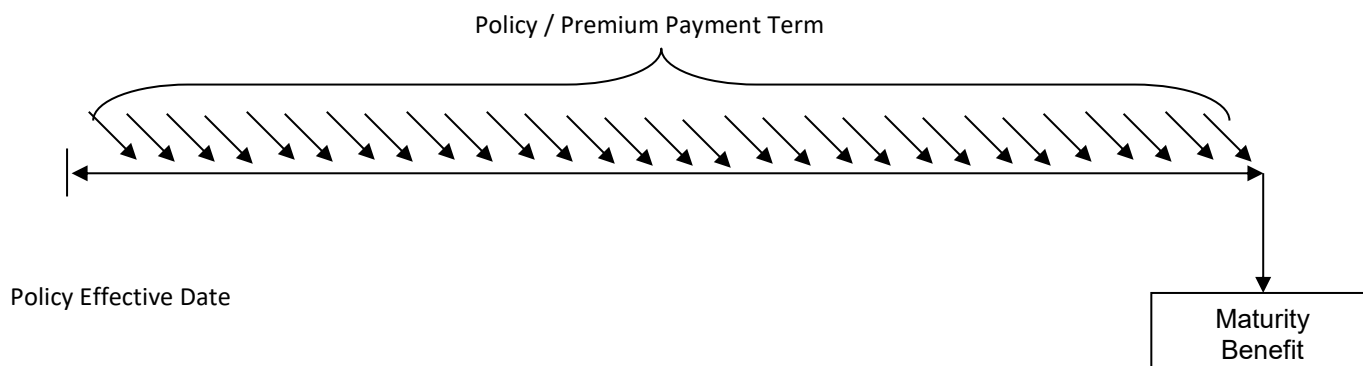 Policy / Premium Payment Term
Policy Effective Date
Maturity
Benefit